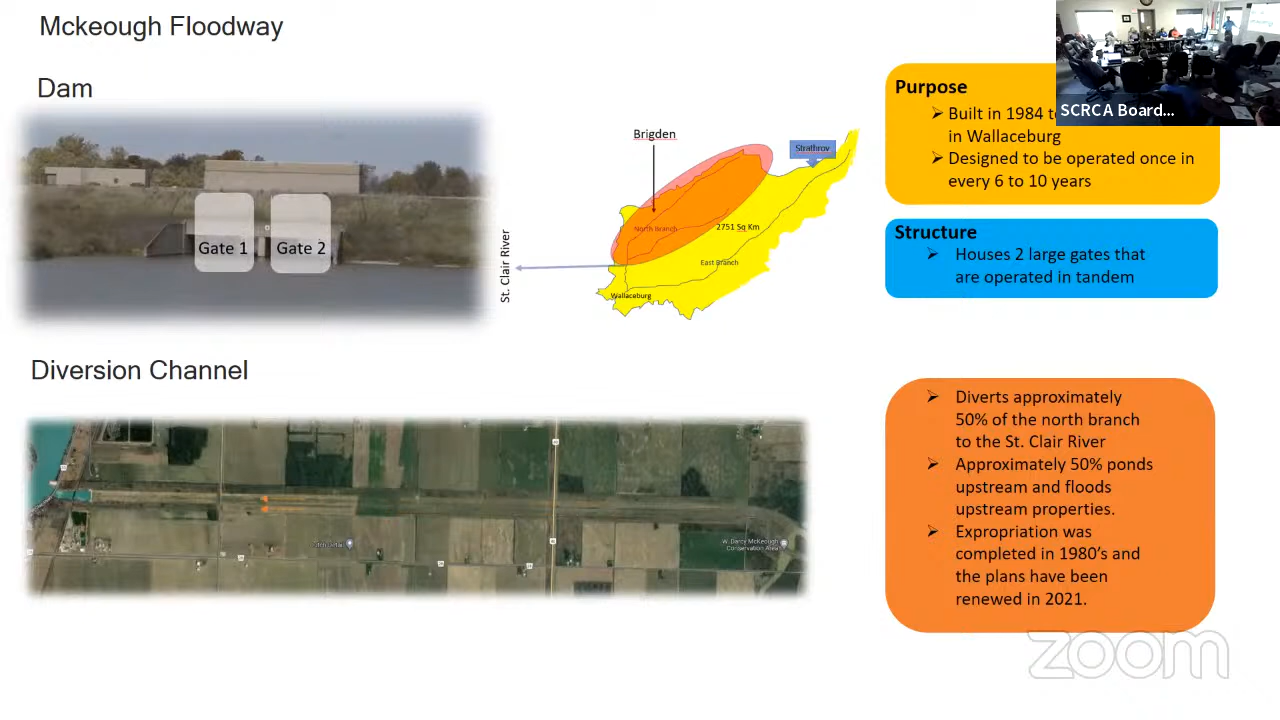 Mckeough Floodway
Dam
Gate 1
Gate 2
Brigden
Strathroy
North Branch
2751 Sq Km
East Branch
Wallaceburg
St. Clair River
Purpose
➢ Built in 1984 to
in Wallaceburg
➢ Designed to be operated once in
every 6 to 10 years
SCRCA Board...
Structure
➢ Houses 2 large gates that
are operated in tandem
Diversion Channel
W. Darcy McKeough
Conservation Area
➢ Diverts approximately
50% of the north branch
to the St. Clair River
➢ Approximately 50% ponds
upstream and floods
upstream properties.
➢ Expropriation was
completed in 1980's and
the plans have been
renewed in 2021.
zoom